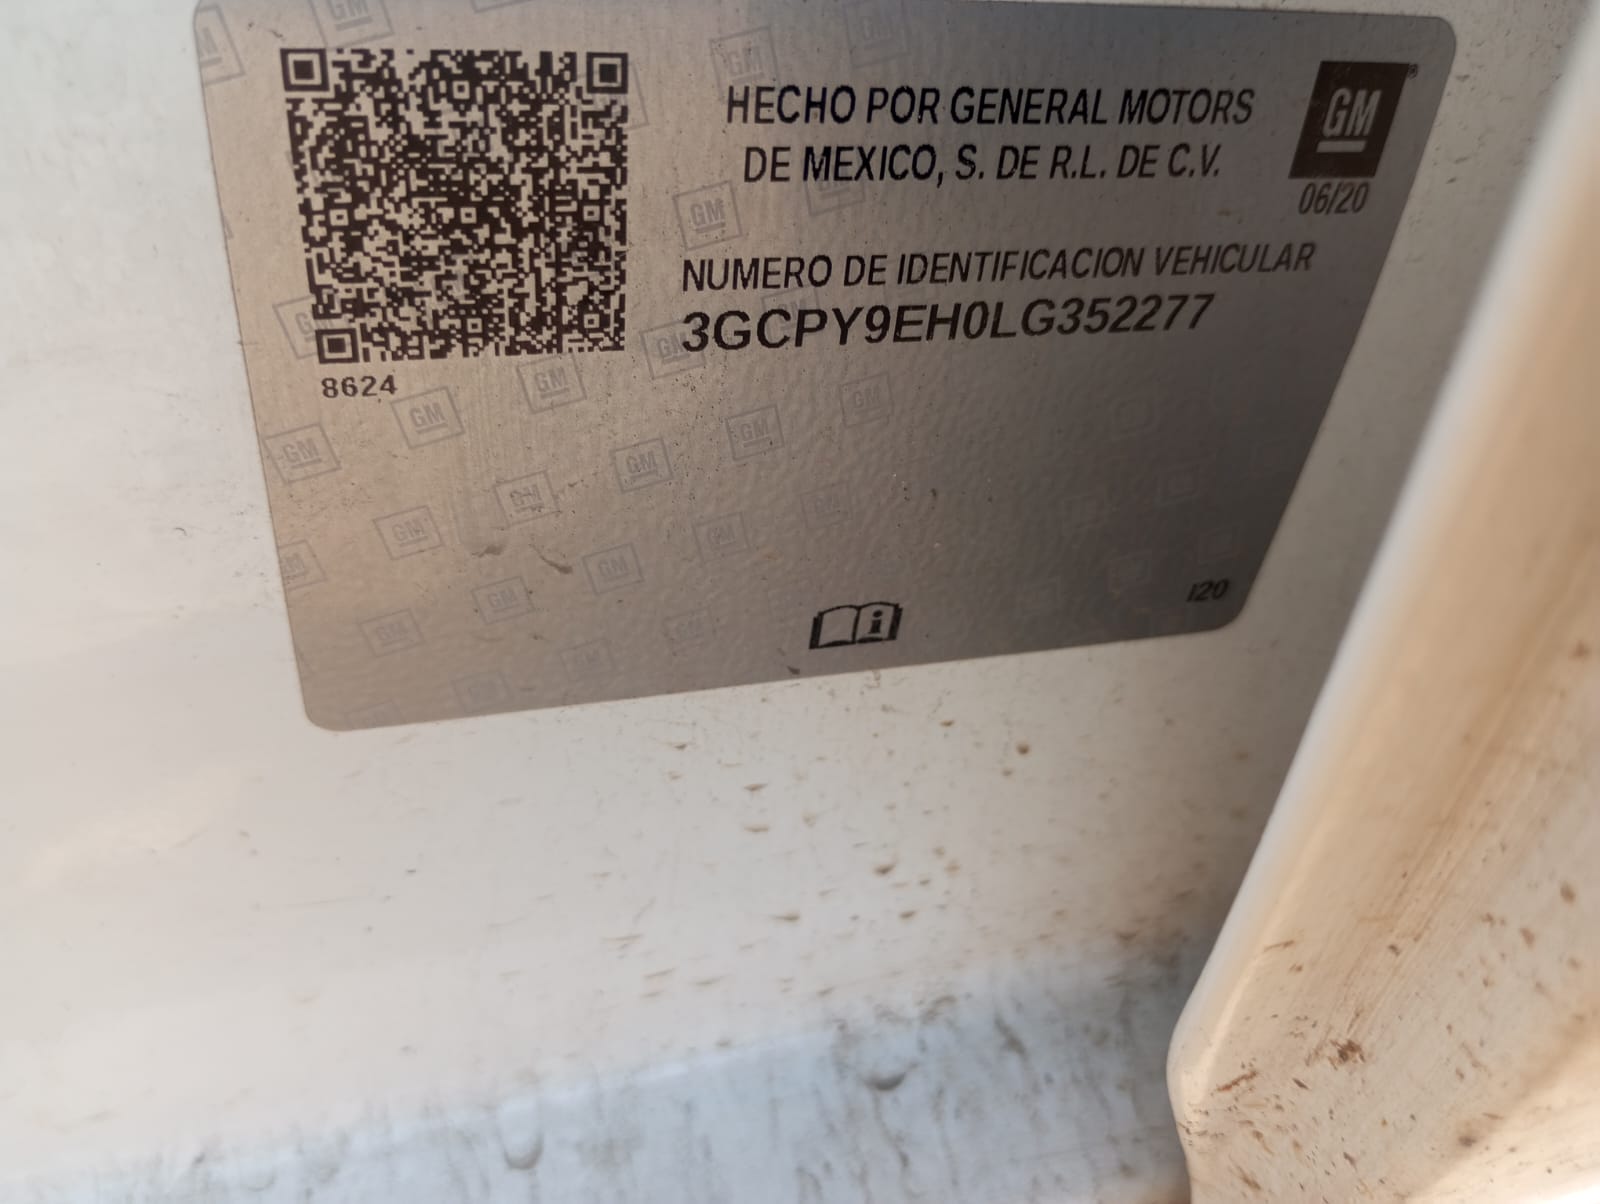 HECHO POR GENERAL MOTORS
DE MEXICO, S. DE R.L. DE C.V.
GM
06/20
NUMERO DE IDENTIFICACION VEHICULAR
3GCPY9EH0LG352277
8624
I20